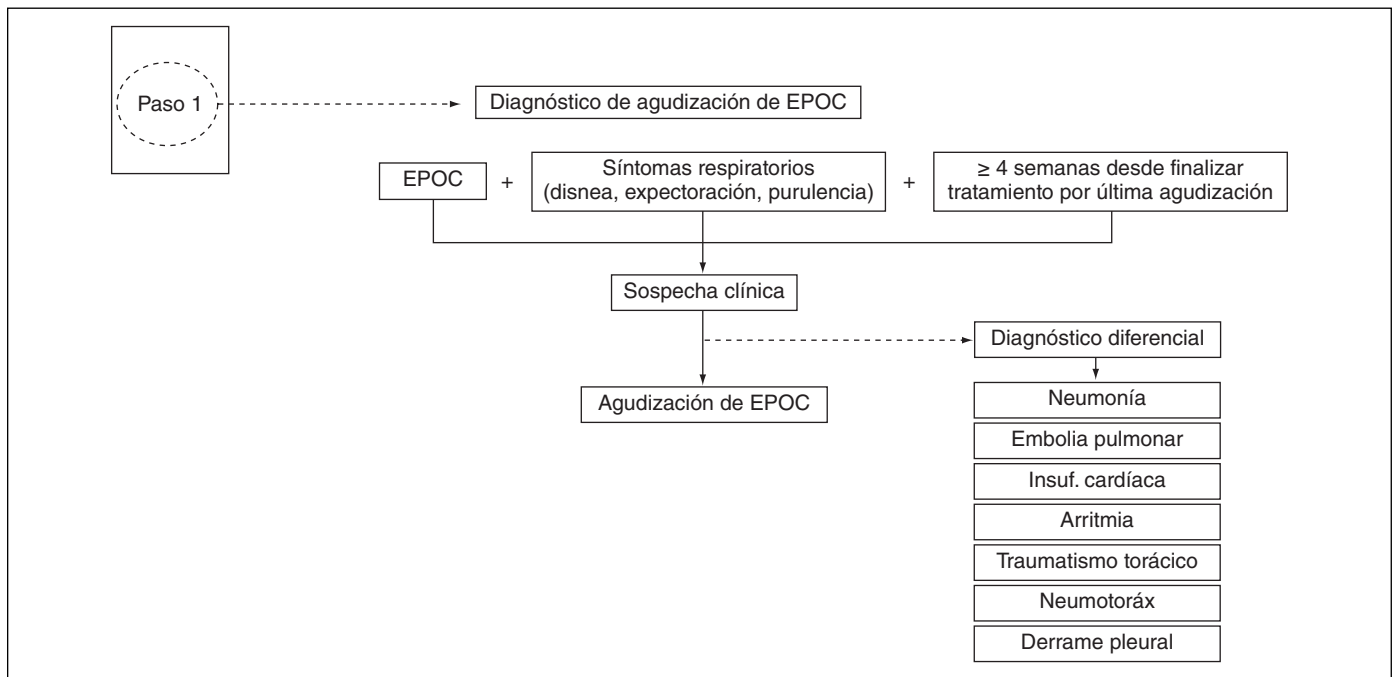 Paso 1
Diagnóstico de agudización de EPOC
EPOC
+
Síntomas respiratorios
(disnea, expectoración, purulencia)
+
≥ 4 semanas desde finalizar
tratamiento por última agudización
Sospecha clínica
Diagnóstico diferencial
Agudización de EPOC
Neumonía
Embolia pulmonar
Insuf. cardíaca
Arritmia
Traumatismo torácico
Neumotoráx
Derrame pleural